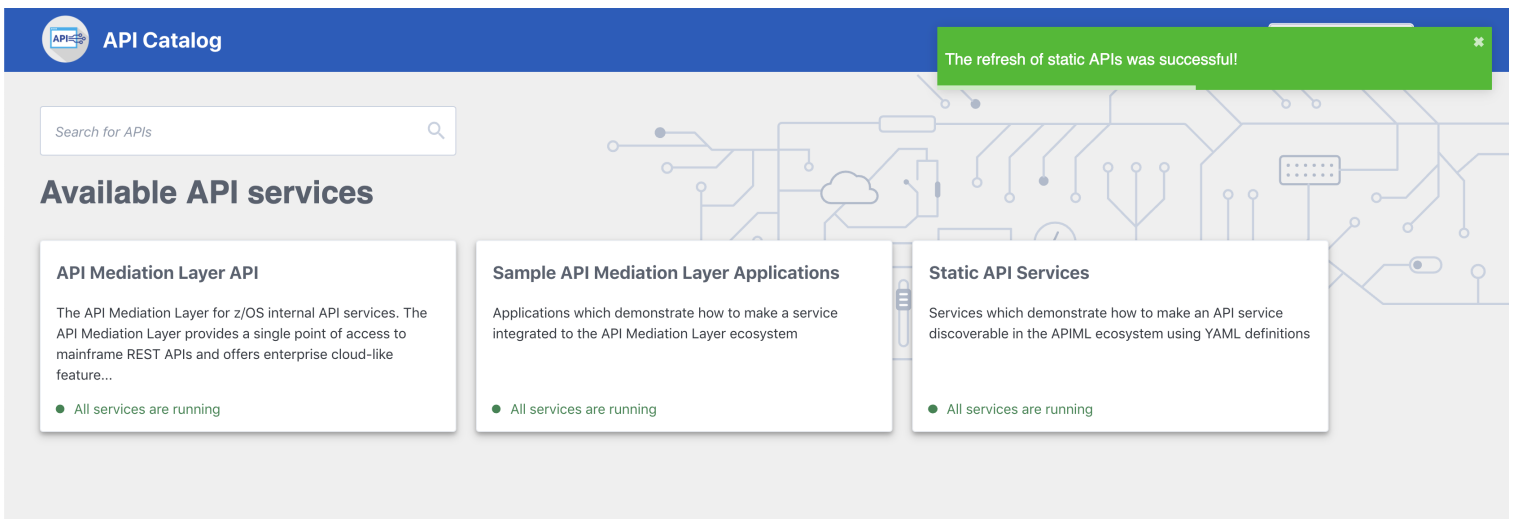 API
API Catalog
The refresh of static APIs was successful!
Search for APIs
Available API services
API Mediation Layer API
The API Mediation Layer for z/OS internal API services. The
API Mediation Layer provides a single point of access to
mainframe REST APIs and offers enterprise cloud-like
feature...
All services are running
Sample API Mediation Layer Applications
Applications which demonstrate how to make a service
integrated to the API Mediation Layer ecosystem
All services are running
Static API Services
Services which demonstrate how to make an API service
discoverable in the APIML ecosystem using YAML definitions
All services are running